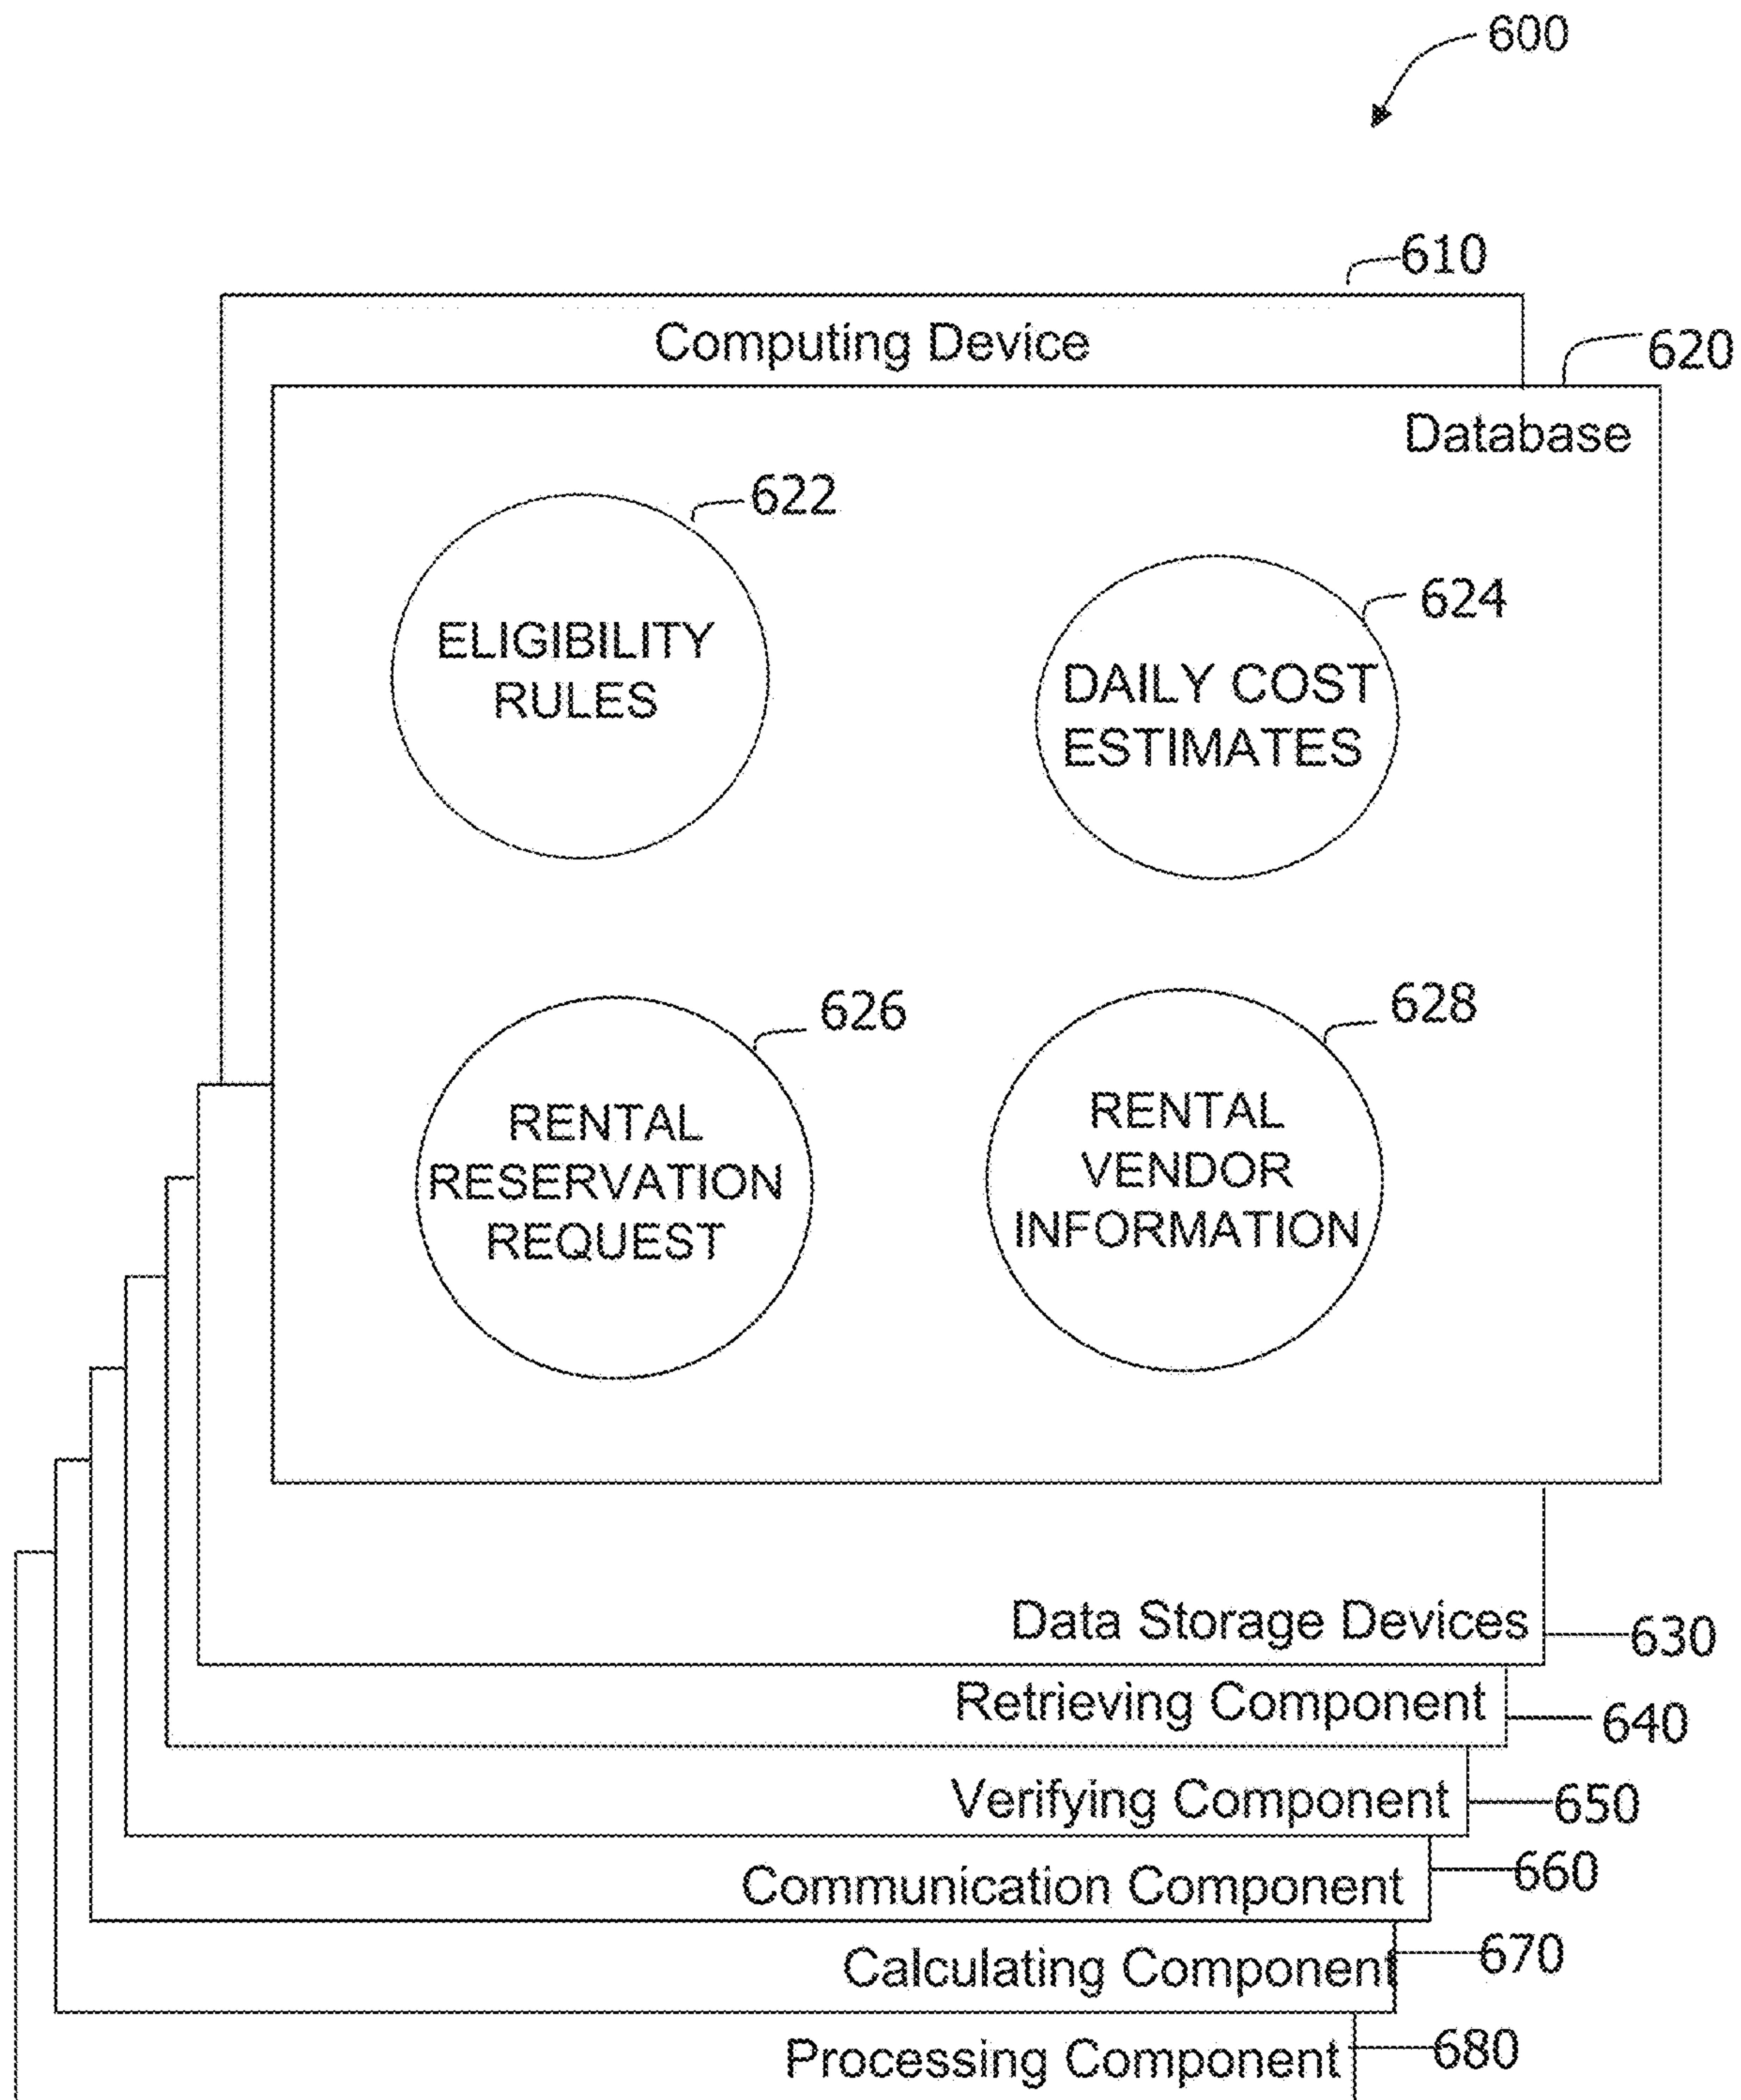 600
610
Computing Device
620
Database
622
ELIGIBILITY
RULES
624
DAILY COST
ESTIMATES
626
RENTAL
RESERVATION
REQUEST
628
RENTAL
VENDOR
INFORMATION
Data Storage Devices
630
Retrieving Component
640
Verifying Component
650
Communication Component
660
Calculating Component
670
Processing Component
680